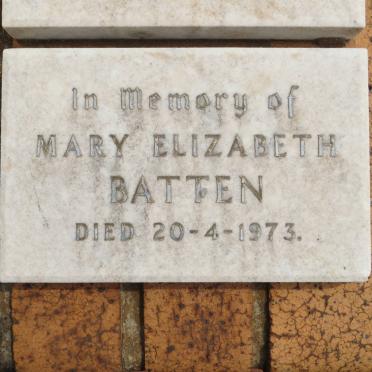 In Memory of
MARY ELIZABETH
BATTEN
DIED 20-4-1973.